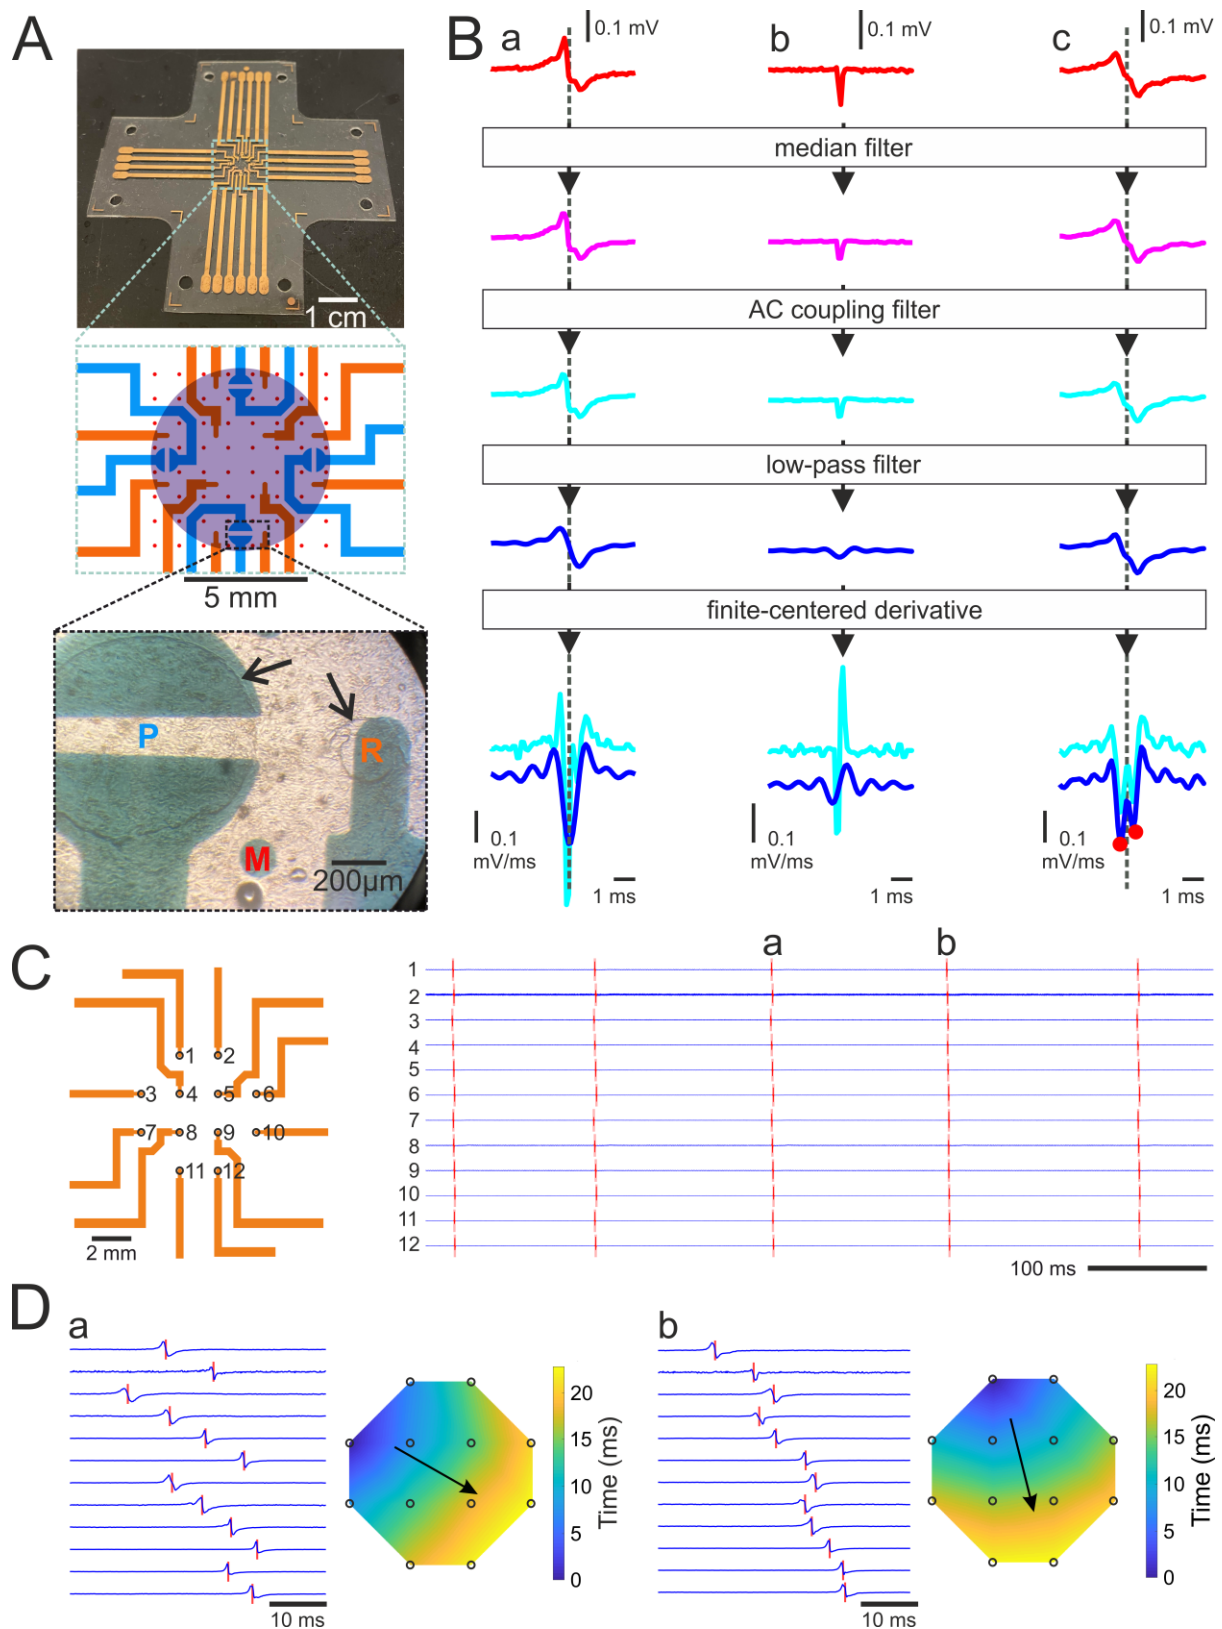 A
B
a
0.1 mV
b
0.1 mV
c
0.1 mV
median filter
AC coupling filter
low-pass filter
finite-centered derivative
1 cm
5 mm
P
R
M
200µm
0.1
mV/ms
1 ms
0.1
mV/ms
1 ms
0.1
mV/ms
1 ms
C
1 2
3 4 5 6
7 8 9 10
11 12
2 mm
a
b
1
2
3
4
5
6
7
8
9
10
11
12
100 ms
D
a
10 ms
20
15
10
5
0
Time (ms)
b
10 ms
20
15
10
5
0
Time (ms)